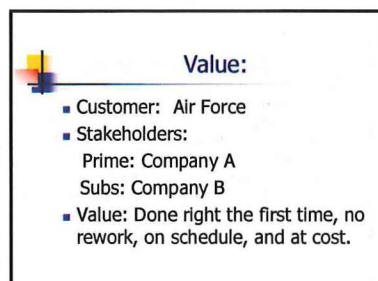 Value:
Customer: Air Force
Stakeholders:
Prime: Company A
Subs: Company B
Value: Done right the first time, no
rework, on schedule, and at cost.